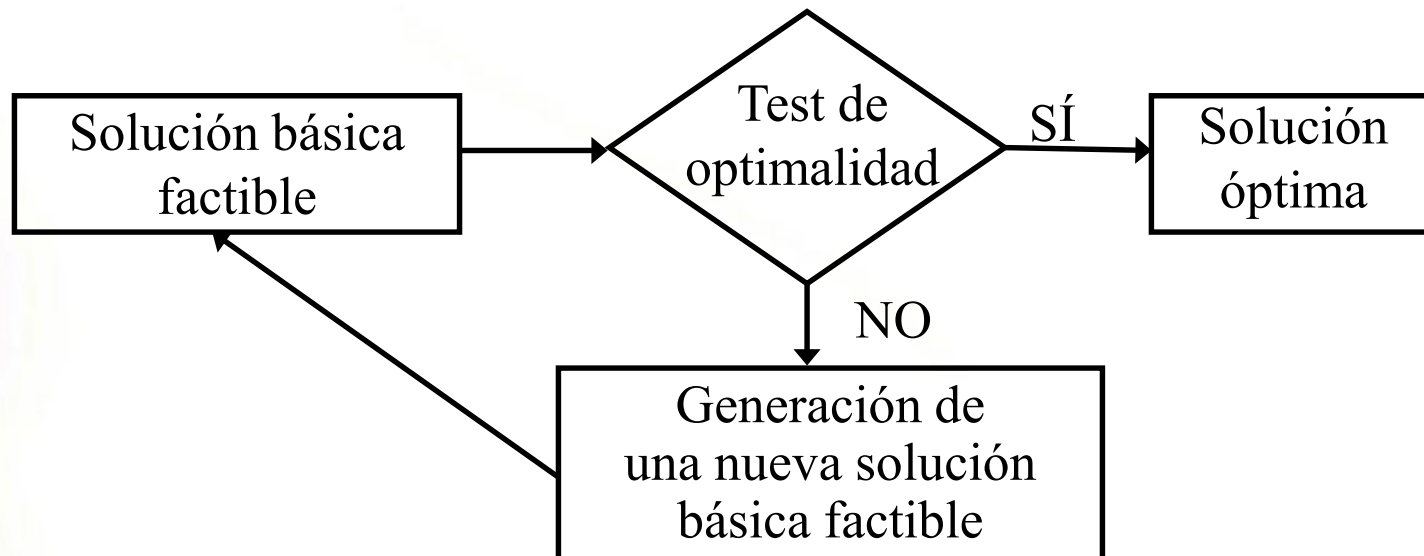 Solución básica
factible
Test de
optimalidad
SÍ
Solución
óptima
NO
Generación de
una nueva solución
básica factible